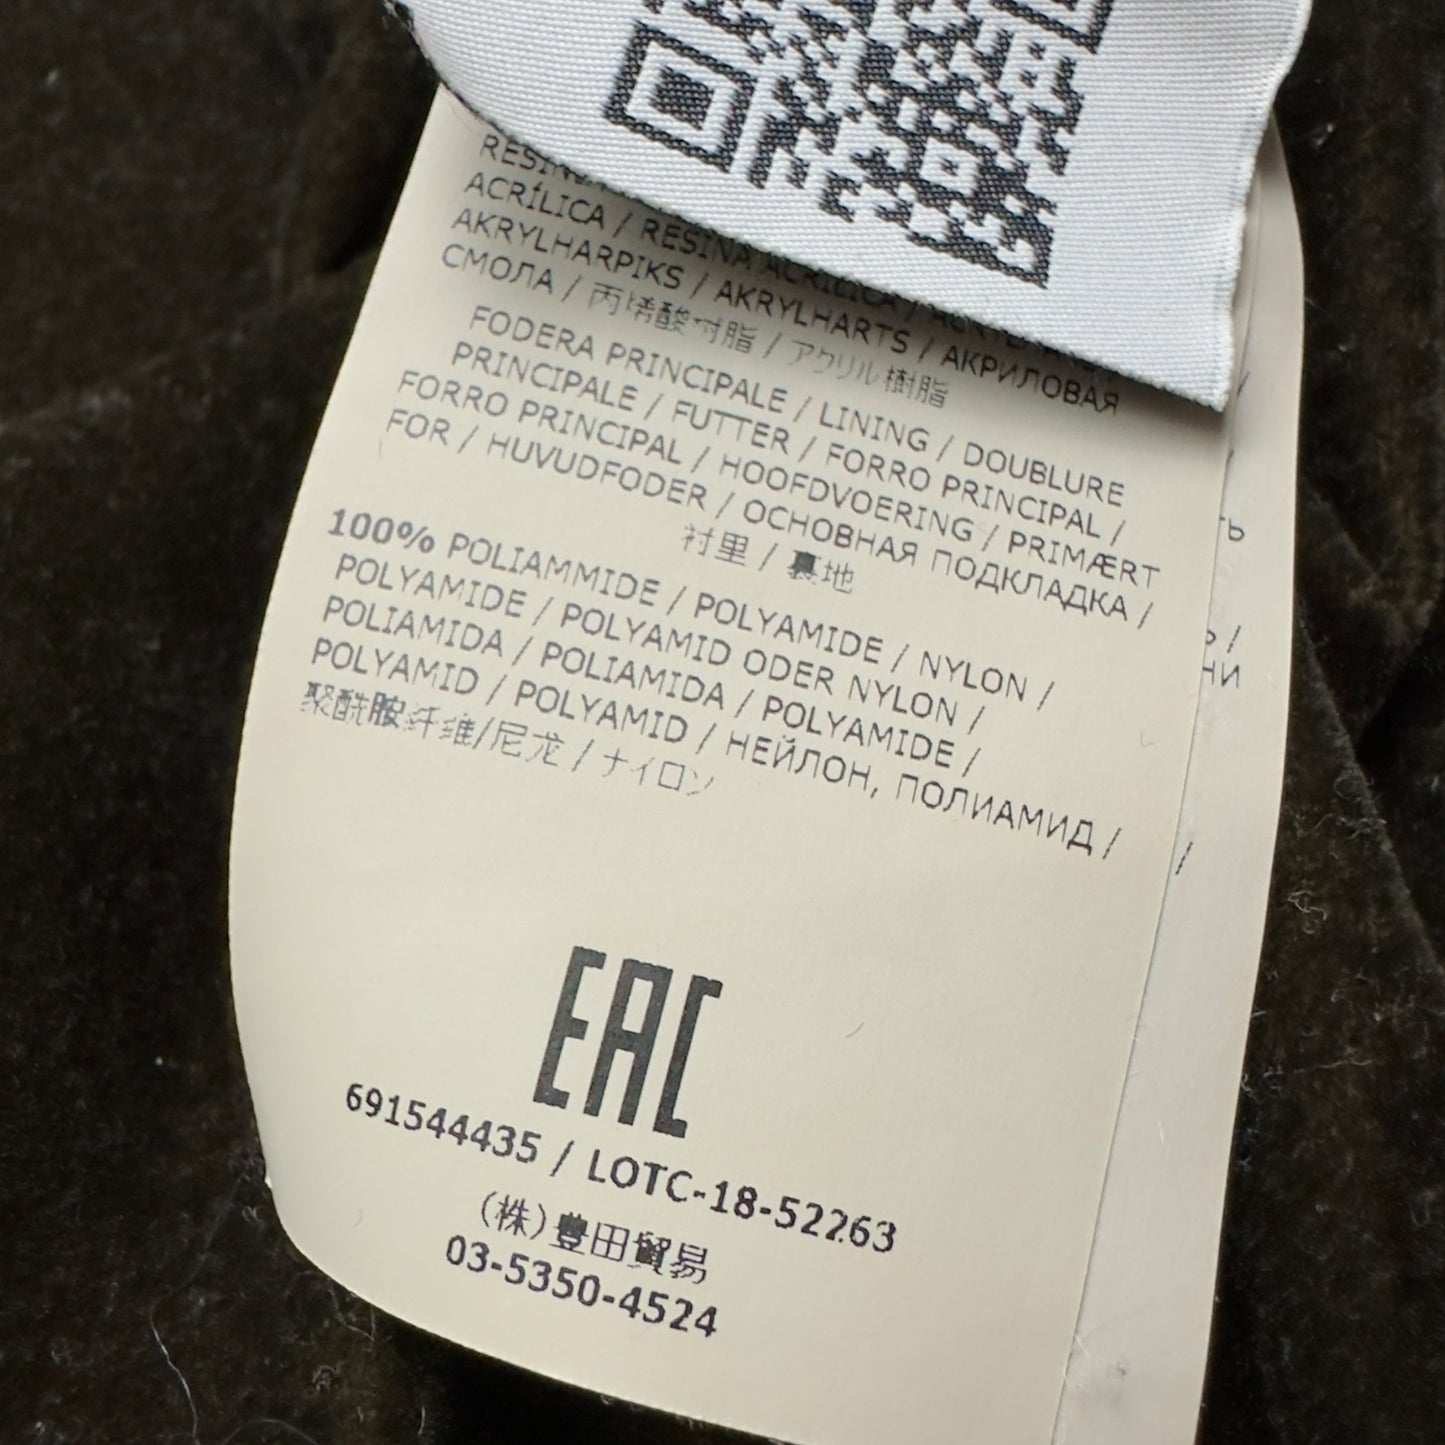 ACRÍLICA / RESINA ACRÍLICA /
AKRYLHARPIKS / AKRYLHARTS / АКРИЛОВАЯ
СМОЛА / 丙烯酸树脂 / アクリル樹脂
FODERA PRINCIPALE / LINING / DOUBLURE
PRINCIPALE / FUTTER / FORRO PRINCIPAL /
FORRO PRINCIPAL / HOOFDVOERING / PRIMÆRT
FOR / HUVUDFODER / ОСНОВНАЯ ПОДКЛАДКА /
衬里 / 裏地
100% POLIAMMIDE / POLYAMIDE / NYLON /
POLYAMIDE / POLYAMID ODER NYLON /
POLIAMIDA / POLIAMIDA / POLYAMIDE /
POLYAMID / POLYAMID / НЕЙЛОН, ПОЛИАМИД /
聚酰胺纤维/尼龙 / ナイロン
EAC
691544435 / LOTC-18-52263
(株)豊田貿易
03-5350-4524